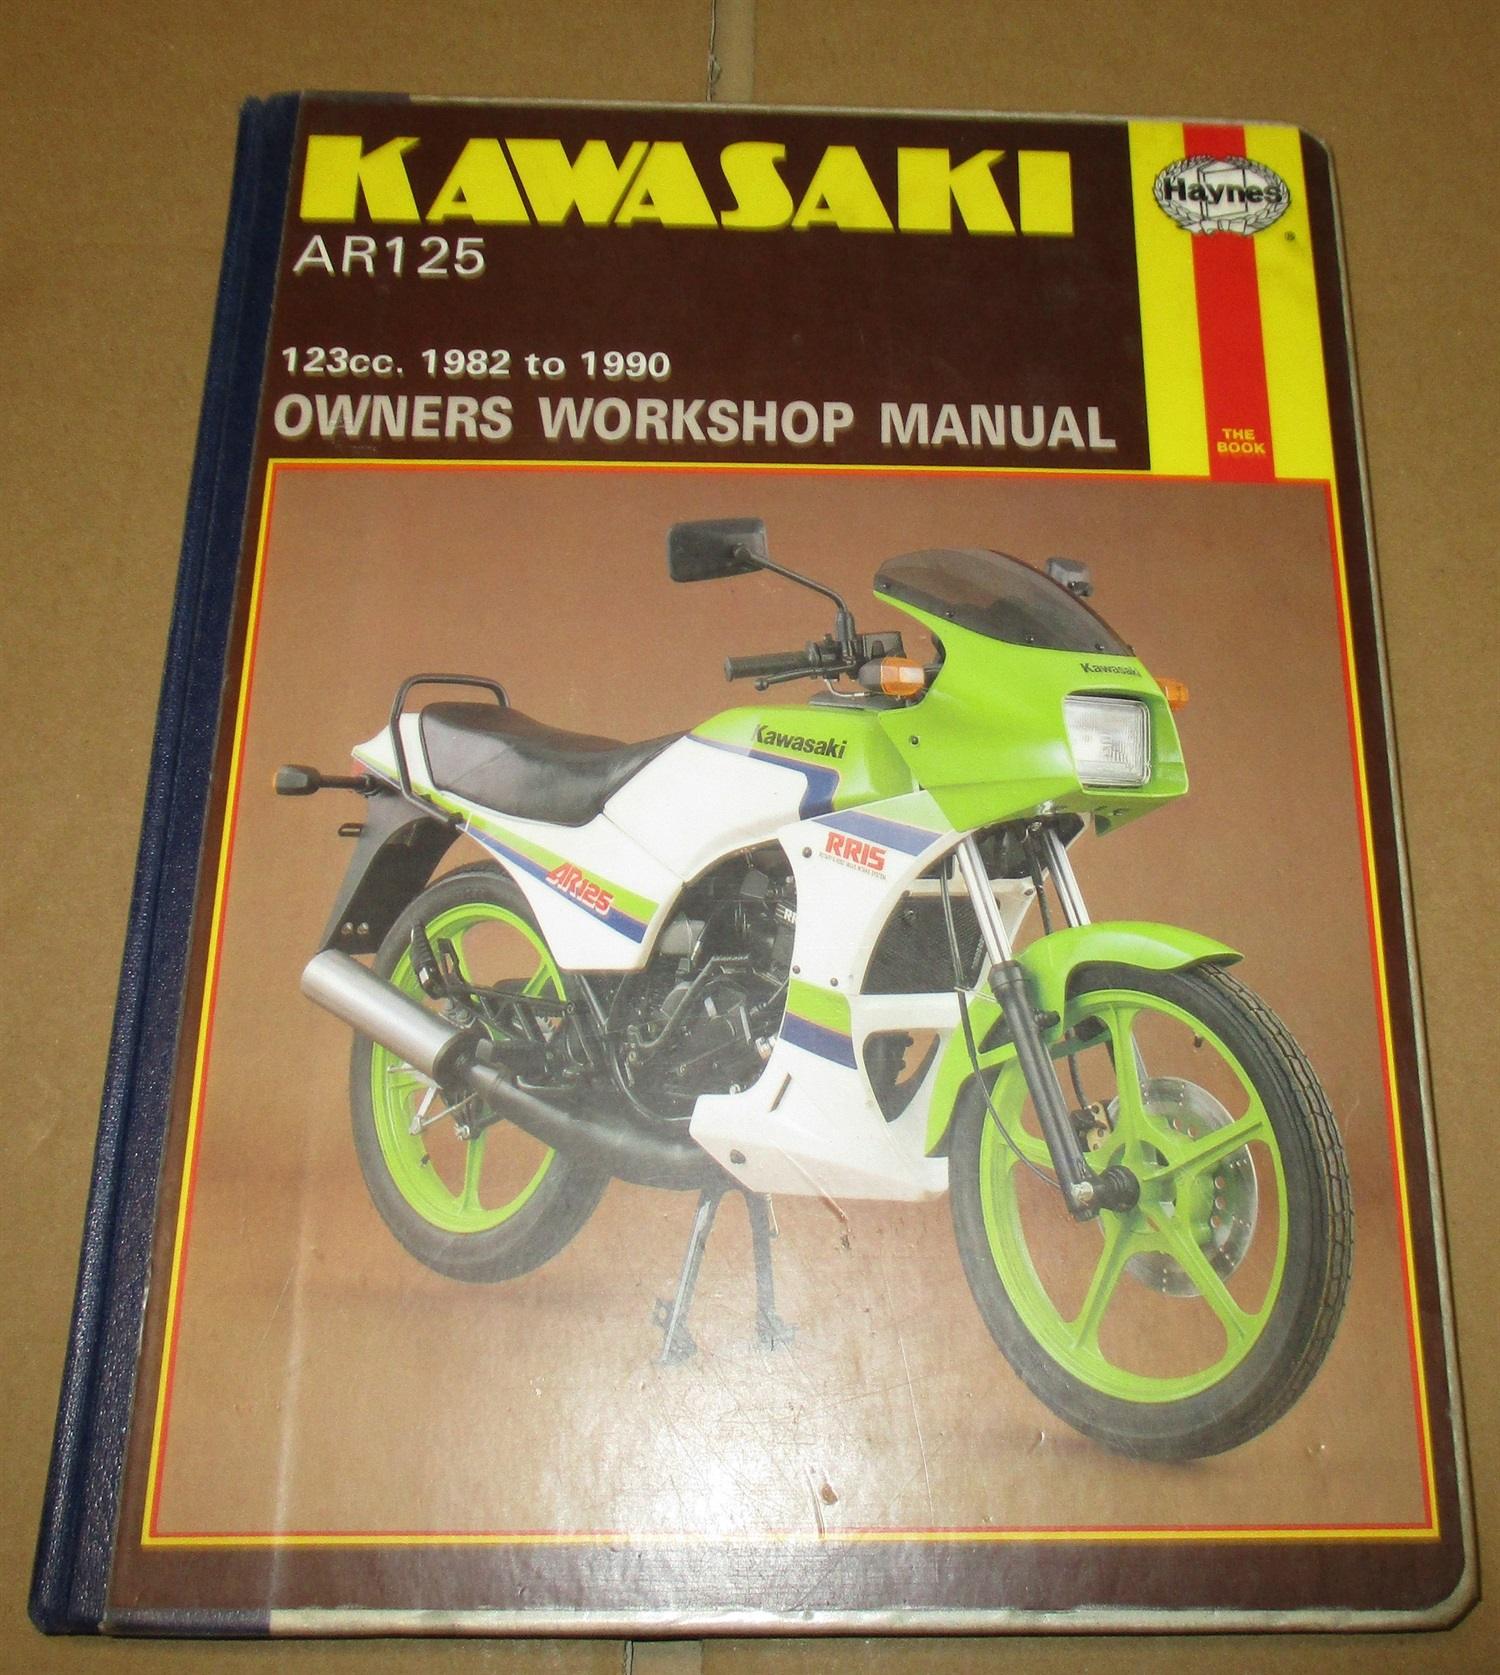 KAWASAKI
Haynes
®
AR125
123cc. 1982 to 1990
OWNERS WORKSHOP MANUAL
THE
BOOK
Kawasaki
Kawasaki
RRIS
AR125